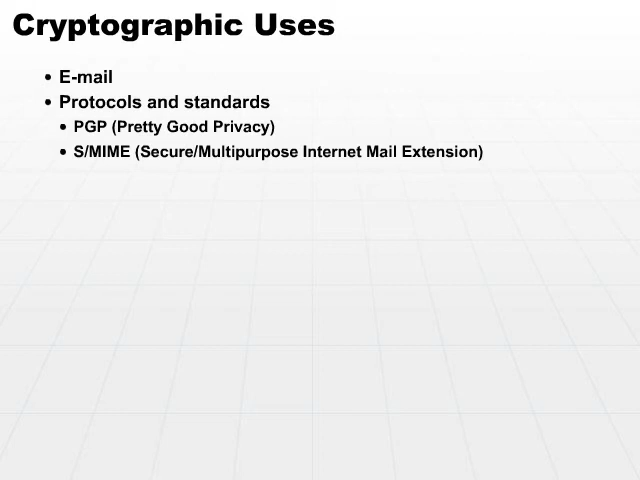 Cryptographic Uses
• E-mail
• Protocols and standards
• PGP (Pretty Good Privacy)
• S/MIME (Secure/Multipurpose Internet Mail Extension)